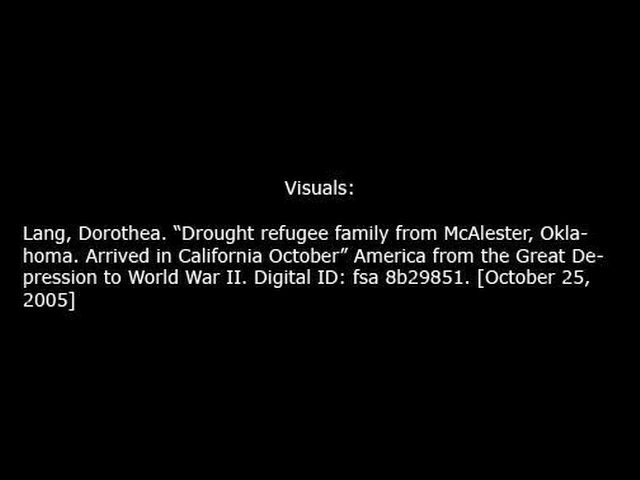 Visuals:
Lang, Dorothea. “Drought refugee family from McAlester, Okla-
homa. Arrived in California October” America from the Great De-
pression to World War II. Digital ID: fsa 8b29851. [October 25,
2005]